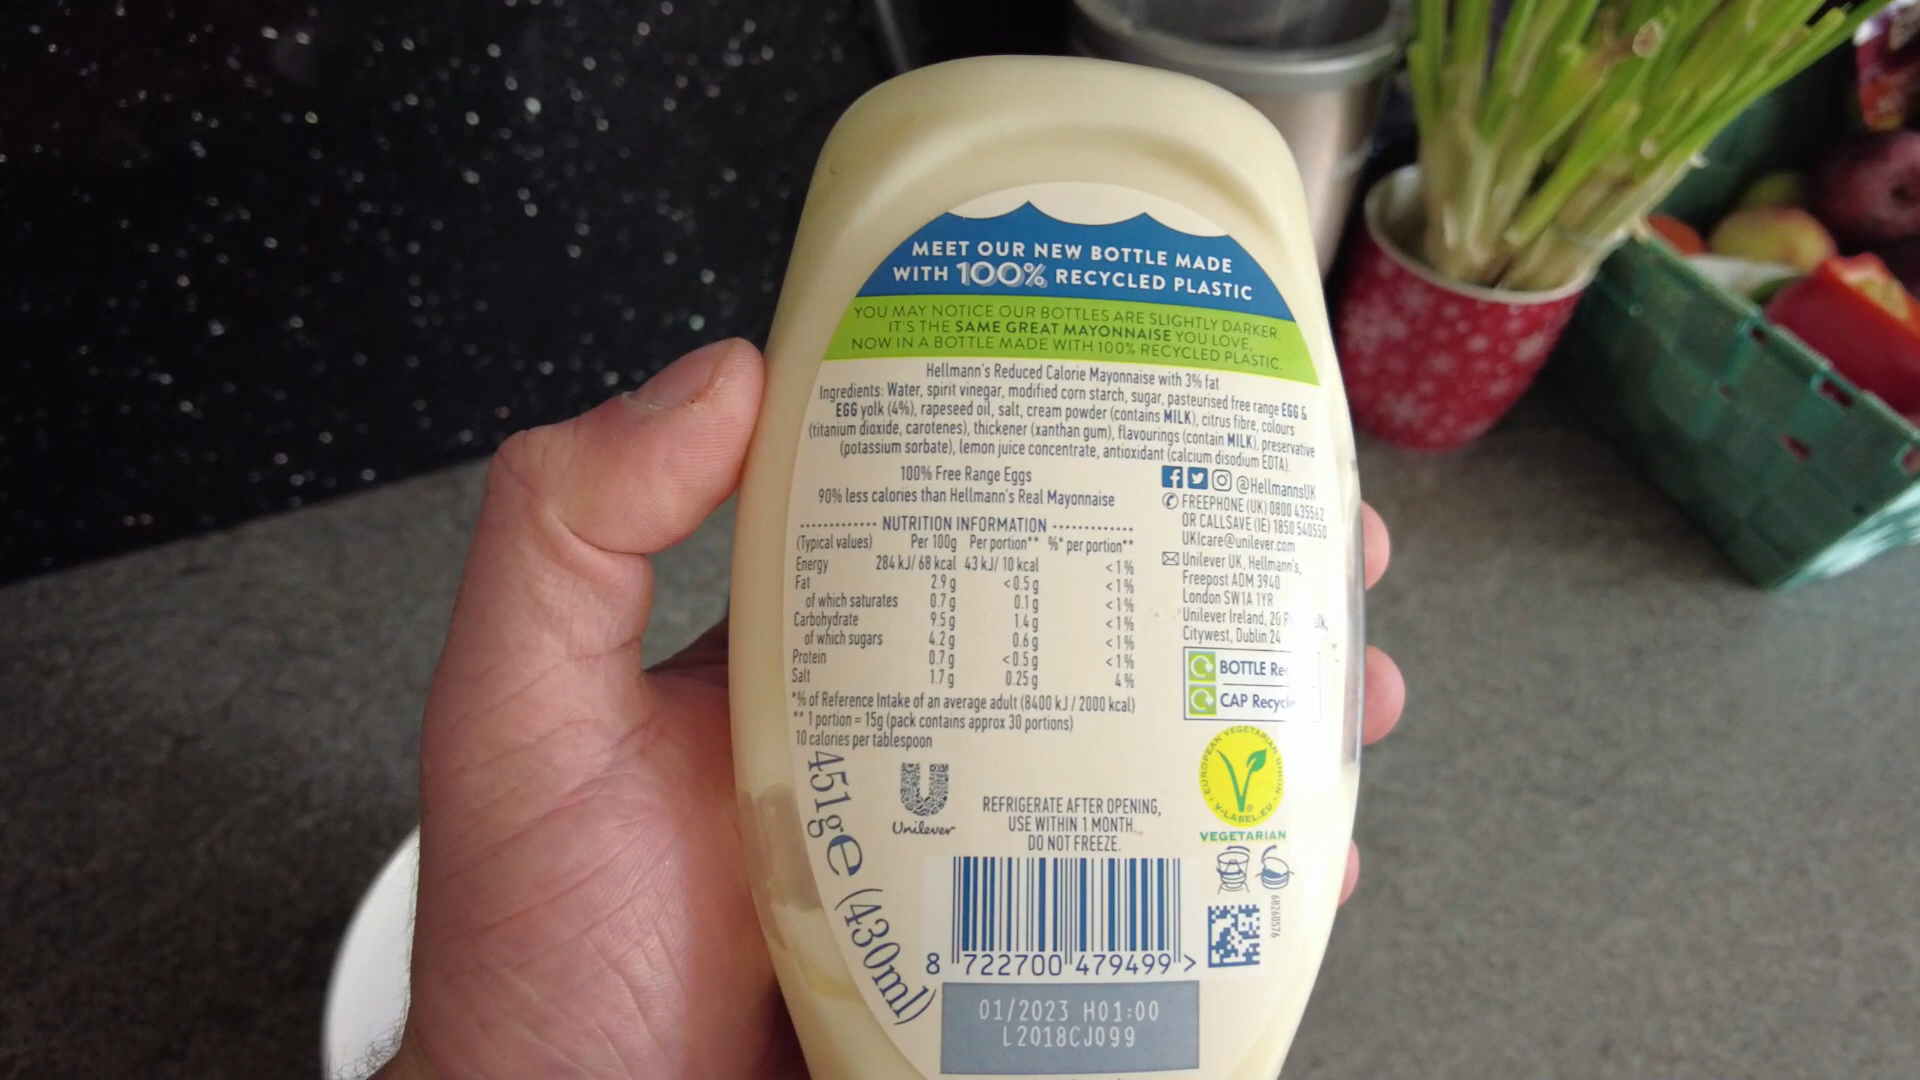 MEET OUR NEW BOTTLE MADE
WITH 100% RECYCLED PLASTIC
YOU MAY NOTICE OUR BOTTLES ARE SLIGHTLY DARKER.
IT'S THE SAME GREAT MAYONNAISE YOU LOVE,
NOW IN A BOTTLE MADE WITH 100% RECYCLED PLASTIC.
Hellmann's Reduced Calorie Mayonnaise with 3% fat
Ingredients: Water, spirit vinegar, modified corn starch, sugar, pasteurised free range EGG &
EGG yolk (4%), rapeseed oil, salt, cream powder (contains MILK), citrus fibre, colours
(titanium dioxide, carotenes), thickener (xanthan gum), flavourings (contain MILK), preservative
(potassium sorbate), lemon juice concentrate, antioxidant (calcium disodium EDTA).
100% Free Range Eggs
90% less calories than Hellmann's Real Mayonnaise
NUTRITION INFORMATION
(Typical values) Per 100g Per portion** %* per portion**
Energy 284 kJ/ 68 kcal 43 kJ/ 10 kcal <1%
Fat 2.9 g <0.5 g <1%
of which saturates 0.7 g 0.1 g <1%
Carbohydrate 9.5 g 1.4 g <1%
of which sugars 4.2 g 0.6 g <1%
Protein 0.7 g <0.5 g <1%
Salt 1.7 g 0.25 g 4%
*% of Reference Intake of an average adult (8400 kJ / 2000 kcal)
** 1 portion = 15g (pack contains approx 30 portions)
10 calories per tablespoon
@HellmannsUK
FREEPHONE (UK) 0800 435562
OR CALLSAVE (IE) 1850 540550
UKIcare@unilever.com
Unilever UK, Hellmann's,
Freepost ADM 3940
London SW1A 1YR
Unilever Ireland, 20
Citywest, Dublin 24
BOTTLE
CAP
EUROPEAN VEGETARIAN UNION
V-LABEL.EU
VEGETARIAN
451g e (430ml)
Unilever
REFRIGERATE AFTER OPENING,
USE WITHIN 1 MONTH.
DO NOT FREEZE.
68260576
8 722700 479499 >
01/2023 H01:00
L2018CJ099